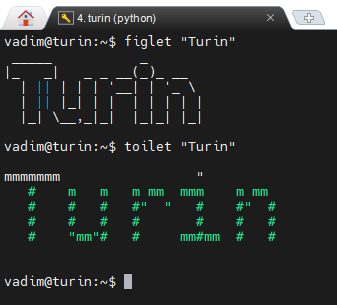 4. turin (python)
vadim@turin:~$ figlet "Turin"
 _____          _
|_   _|   _ _ __(_)_ __
  | || | | | '__| | '_ \
  | || |_| | |  | | | | |
  |_| \__,_|_|  |_|_| |_|
vadim@turin:~$ toilet "Turin"
mmmmmmm                 "
   #    m   m   m mm  mmm    m mm
   #    #   #   #"  "   #    #"  #
   #    #   #   #       #    #   #
   #    "mm"#   #     mm#mm  #   #
vadim@turin:~$